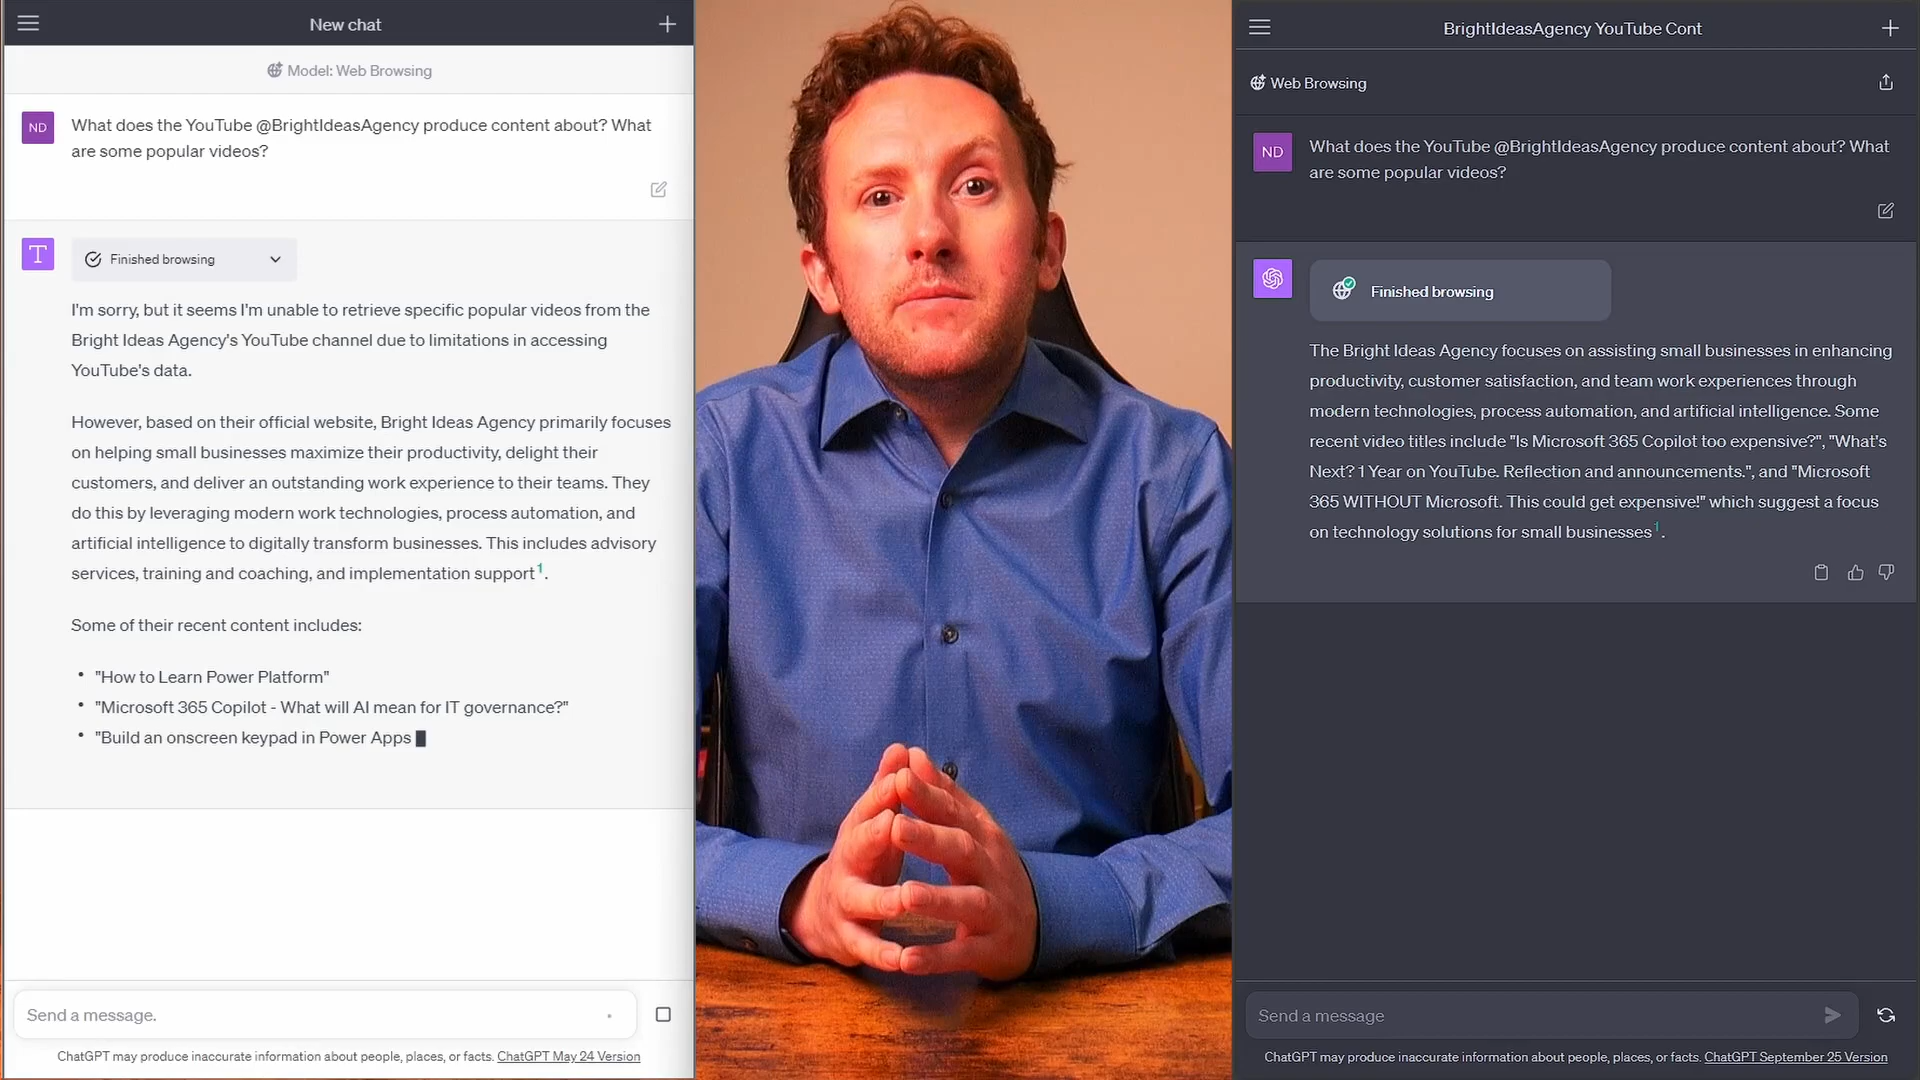 New chat
Model: Web Browsing
ND
What does the YouTube @BrightIdeasAgency produce content about? What
are some popular videos?
T
Finished browsing
I'm sorry, but it seems I'm unable to retrieve specific popular videos from the
Bright Ideas Agency's YouTube channel due to limitations in accessing
YouTube's data.
However, based on their official website, Bright Ideas Agency primarily focuses
on helping small businesses maximize their productivity, delight their
customers, and deliver an outstanding work experience to their teams. They
do this by leveraging modern work technologies, process automation, and
artificial intelligence to digitally transform businesses. This includes advisory
services, training and coaching, and implementation support1.
Some of their recent content includes:
• "How to Learn Power Platform"
• "Microsoft 365 Copilot - What will AI mean for IT governance?"
• "Build an onscreen keypad in Power Apps
Send a message.
ChatGPT may produce inaccurate information about people, places, or facts. ChatGPT May 24 Version
BrightIdeasAgency YouTube Cont
Web Browsing
ND
What does the YouTube @BrightIdeasAgency produce content about? What
are some popular videos?
Finished browsing
The Bright Ideas Agency focuses on assisting small businesses in enhancing
productivity, customer satisfaction, and team work experiences through
modern technologies, process automation, and artificial intelligence. Some
recent video titles include "Is Microsoft 365 Copilot too expensive?", "What's
Next? 1 Year on YouTube. Reflection and announcements.", and "Microsoft
365 WITHOUT Microsoft. This could get expensive!" which suggest a focus
on technology solutions for small businesses1.
Send a message
ChatGPT may produce inaccurate information about people, places, or facts. ChatGPT September 25 Version